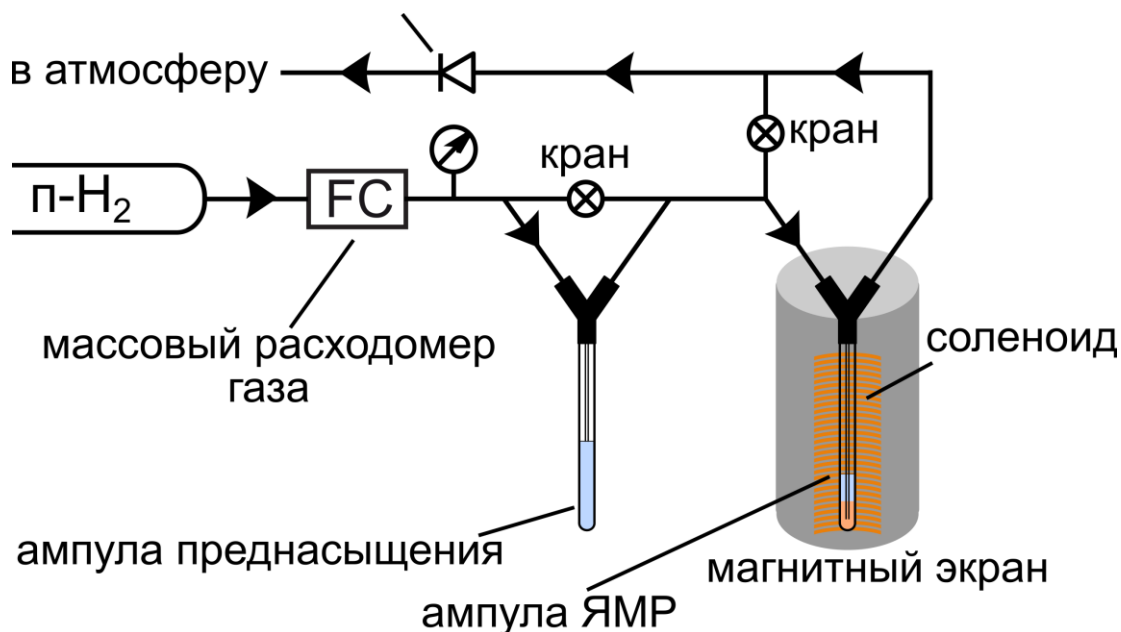 в атмосферу
кран
кран
п-H2
FC
массовый расходомер
газа
соленоид
ампула преднасыщения
магнитный экран
ампула ЯМР